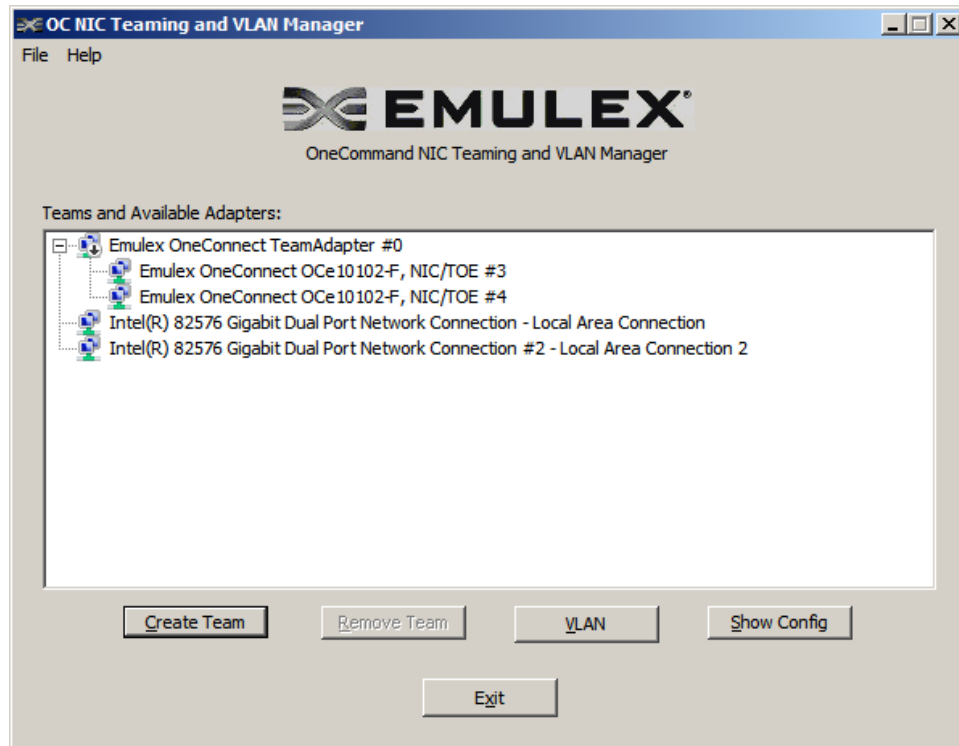 OC NIC Teaming and VLAN Manager
File Help
EMULEX®
OneCommand NIC Teaming and VLAN Manager
Teams and Available Adapters:
Emulex OneConnect TeamAdapter #0
Emulex OneConnect OCe10102-F, NIC/TOE #3
Emulex OneConnect OCe10102-F, NIC/TOE #4
Intel(R) 82576 Gigabit Dual Port Network Connection - Local Area Connection
Intel(R) 82576 Gigabit Dual Port Network Connection #2 - Local Area Connection 2
Create Team Remove Team VLAN Show Config
Exit